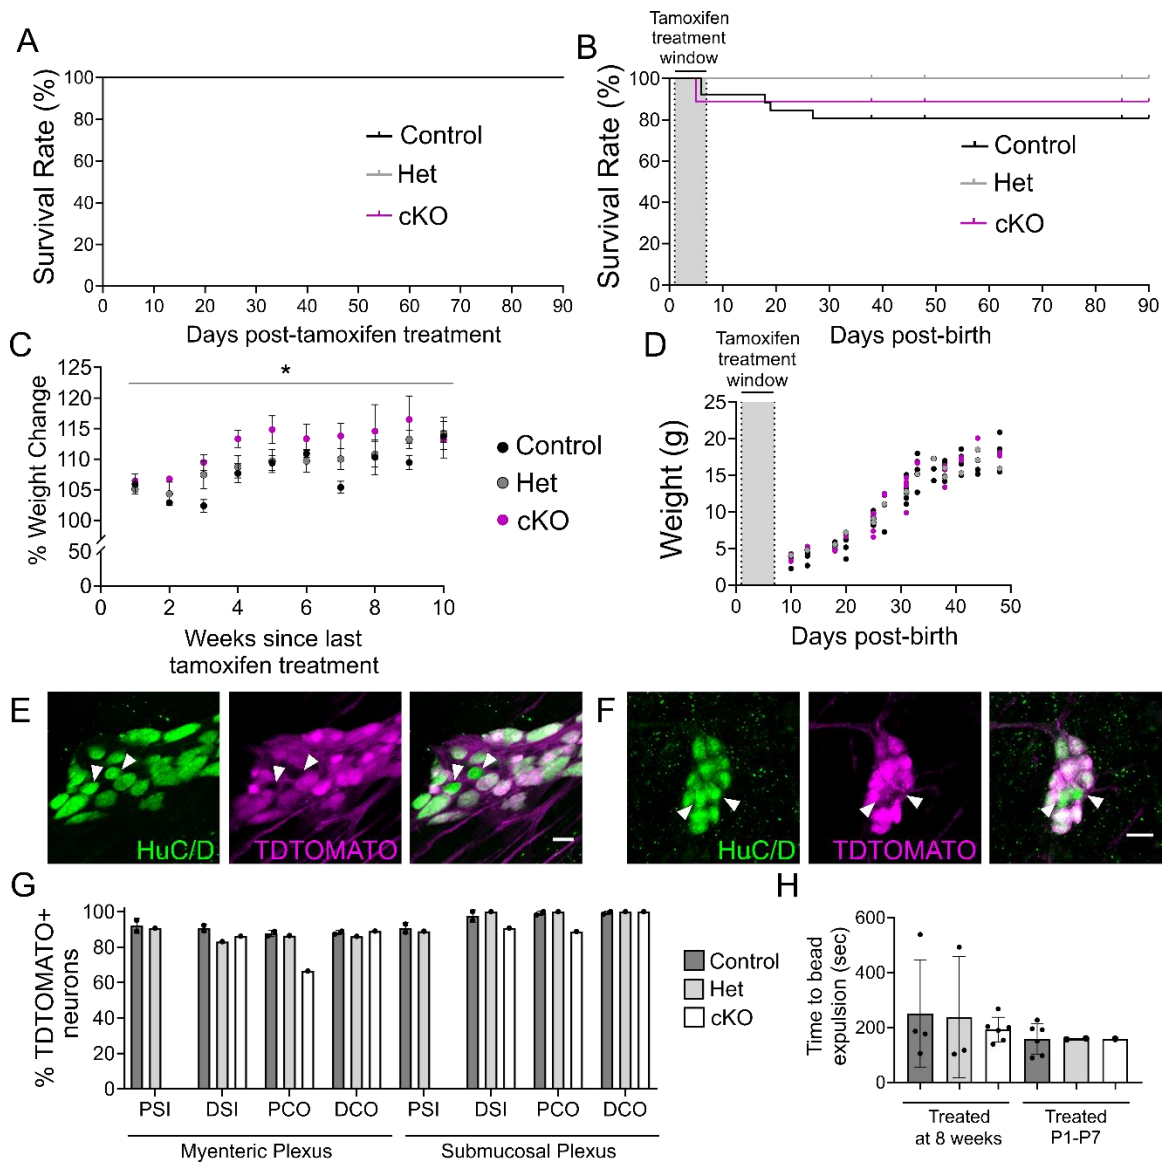 A
Survival Rate (%)
100
80
60
40
20
0
0 10 20 30 40 50 60 70 80 90
Days post-tamoxifen treatment
Control
Het
cKO
B
Tamoxifen
treatment
window
Survival Rate (%)
100
80
60
40
20
0
0 10 20 30 40 50 60 70 80 90
Days post-birth
Control
Het
cKO
C
% Weight Change
125
120
115
110
105
100
50
0
*
0 2 4 6 8 10
Weeks since last
tamoxifen treatment
Control
Het
cKO
D
Tamoxifen
treatment
window
Weight (g)
25
20
15
10
5
0
0 10 20 30 40 50
Days post-birth
E
HuC/D
TDTOMATO
F
HuC/D
TDTOMATO
G
% TDTOMATO+
neurons
100
80
60
40
20
0
PSI DSI PCO DCO PSI DSI PCO DCO
Myenteric Plexus Submucosal Plexus
Control
Het
cKO
H
Time to bead
expulsion (sec)
600
400
200
0
Treated
at 8 weeks
Treated
P1-P7